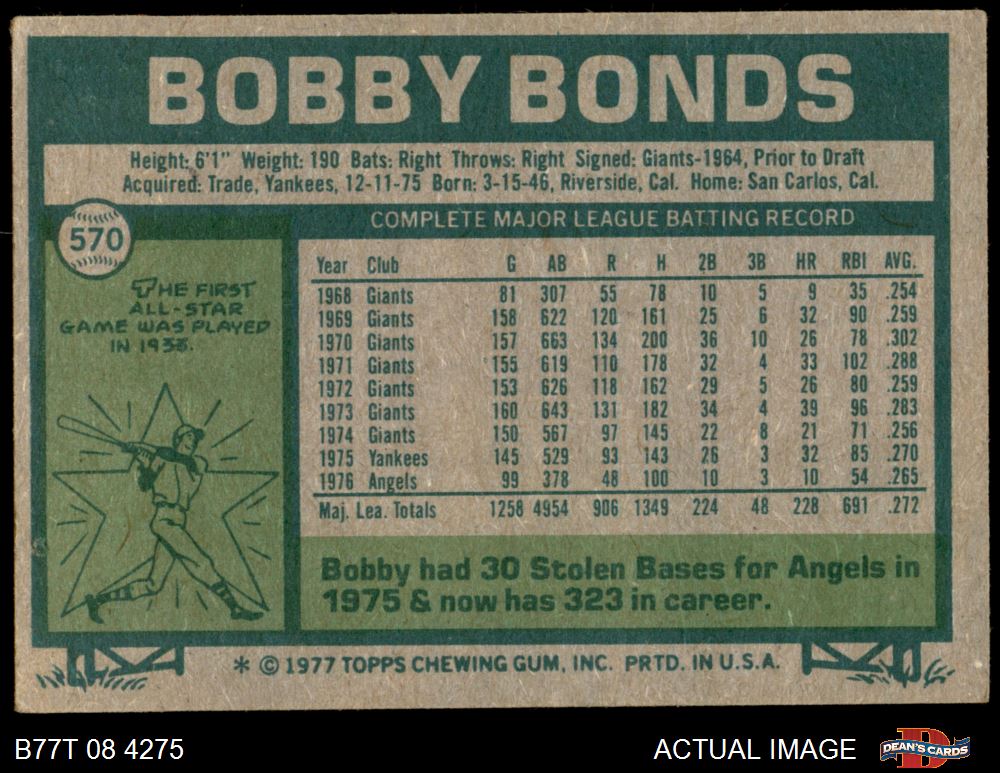 BOBBY BONDS
Height: 6'1" Weight: 190 Bats: Right Throws: Right Signed: Giants-1964, Prior to Draft
Acquired: Trade, Yankees, 12-11-75 Born: 3-15-46, Riverside, Cal. Home: San Carlos, Cal.
570
COMPLETE MAJOR LEAGUE BATTING RECORD
THE FIRST
ALL-STAR
GAME WAS PLAYED
IN 1933.
Year Club G AB R H 2B 3B HR RBI AVG.
1968 Giants 81 307 55 78 10 5 9 35 .254
1969 Giants 158 622 120 161 25 6 32 90 .259
1970 Giants 157 663 134 200 36 10 26 78 .302
1971 Giants 155 619 110 178 32 4 33 102 .288
1972 Giants 153 626 118 162 29 5 26 80 .259
1973 Giants 160 643 131 182 34 4 39 96 .283
1974 Giants 150 567 97 145 22 8 21 71 .256
1975 Yankees 145 529 93 143 26 3 32 85 .270
1976 Angels 99 378 48 100 10 3 10 54 .265
Maj. Lea. Totals 1258 4954 906 1349 224 48 228 691 .272
Bobby had 30 Stolen Bases for Angels in
1975 & now has 323 in career.
* © 1977 TOPPS CHEWING GUM, INC. PRTD. IN U.S.A.
B77T 08 4275
ACTUAL IMAGE
DEAN'S CARDS